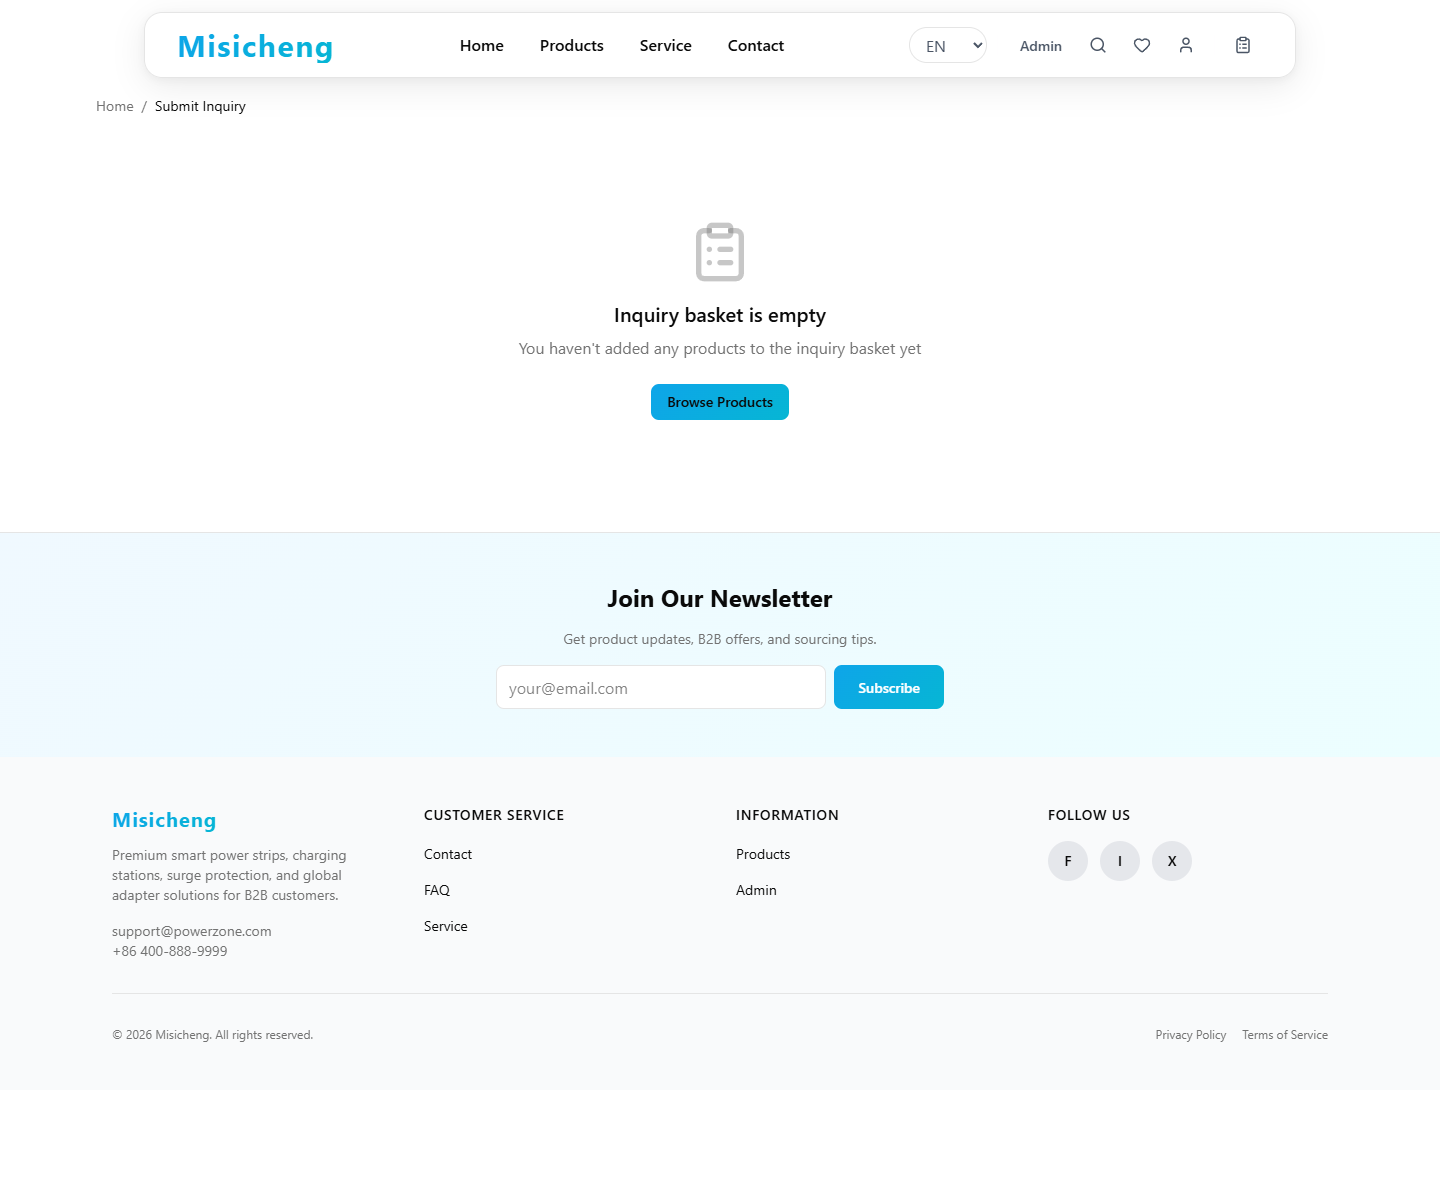 Misicheng
Home Products Service Contact
EN
Admin
Home / Submit Inquiry
Inquiry basket is empty
You haven't added any products to the inquiry basket yet
Browse Products
Join Our Newsletter
Get product updates, B2B offers, and sourcing tips.
your@email.com
Subscribe
Misicheng
Premium smart power strips, charging
stations, surge protection, and global
adapter solutions for B2B customers.
support@powerzone.com
+86 400-888-9999
CUSTOMER SERVICE
Contact
FAQ
Service
INFORMATION
Products
Admin
FOLLOW US
F I X
© 2026 Misicheng. All rights reserved.
Privacy Policy Terms of Service